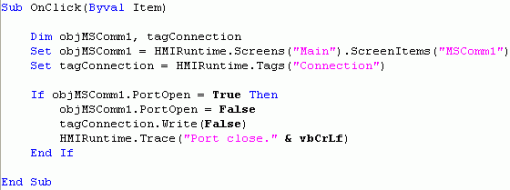 Sub OnClick(Byval Item)
Dim objMSComm1, tagConnection
Set objMSComm1 = HMIRuntime.Screens("Main").ScreenItems("MSComm1")
Set tagConnection = HMIRuntime.Tags("Connection")
If objMSComm1.PortOpen = True Then
objMSComm1.PortOpen = False
tagConnection.Write(False)
HMIRuntime.Trace("Port close." & vbCrLf)
End If
End Sub